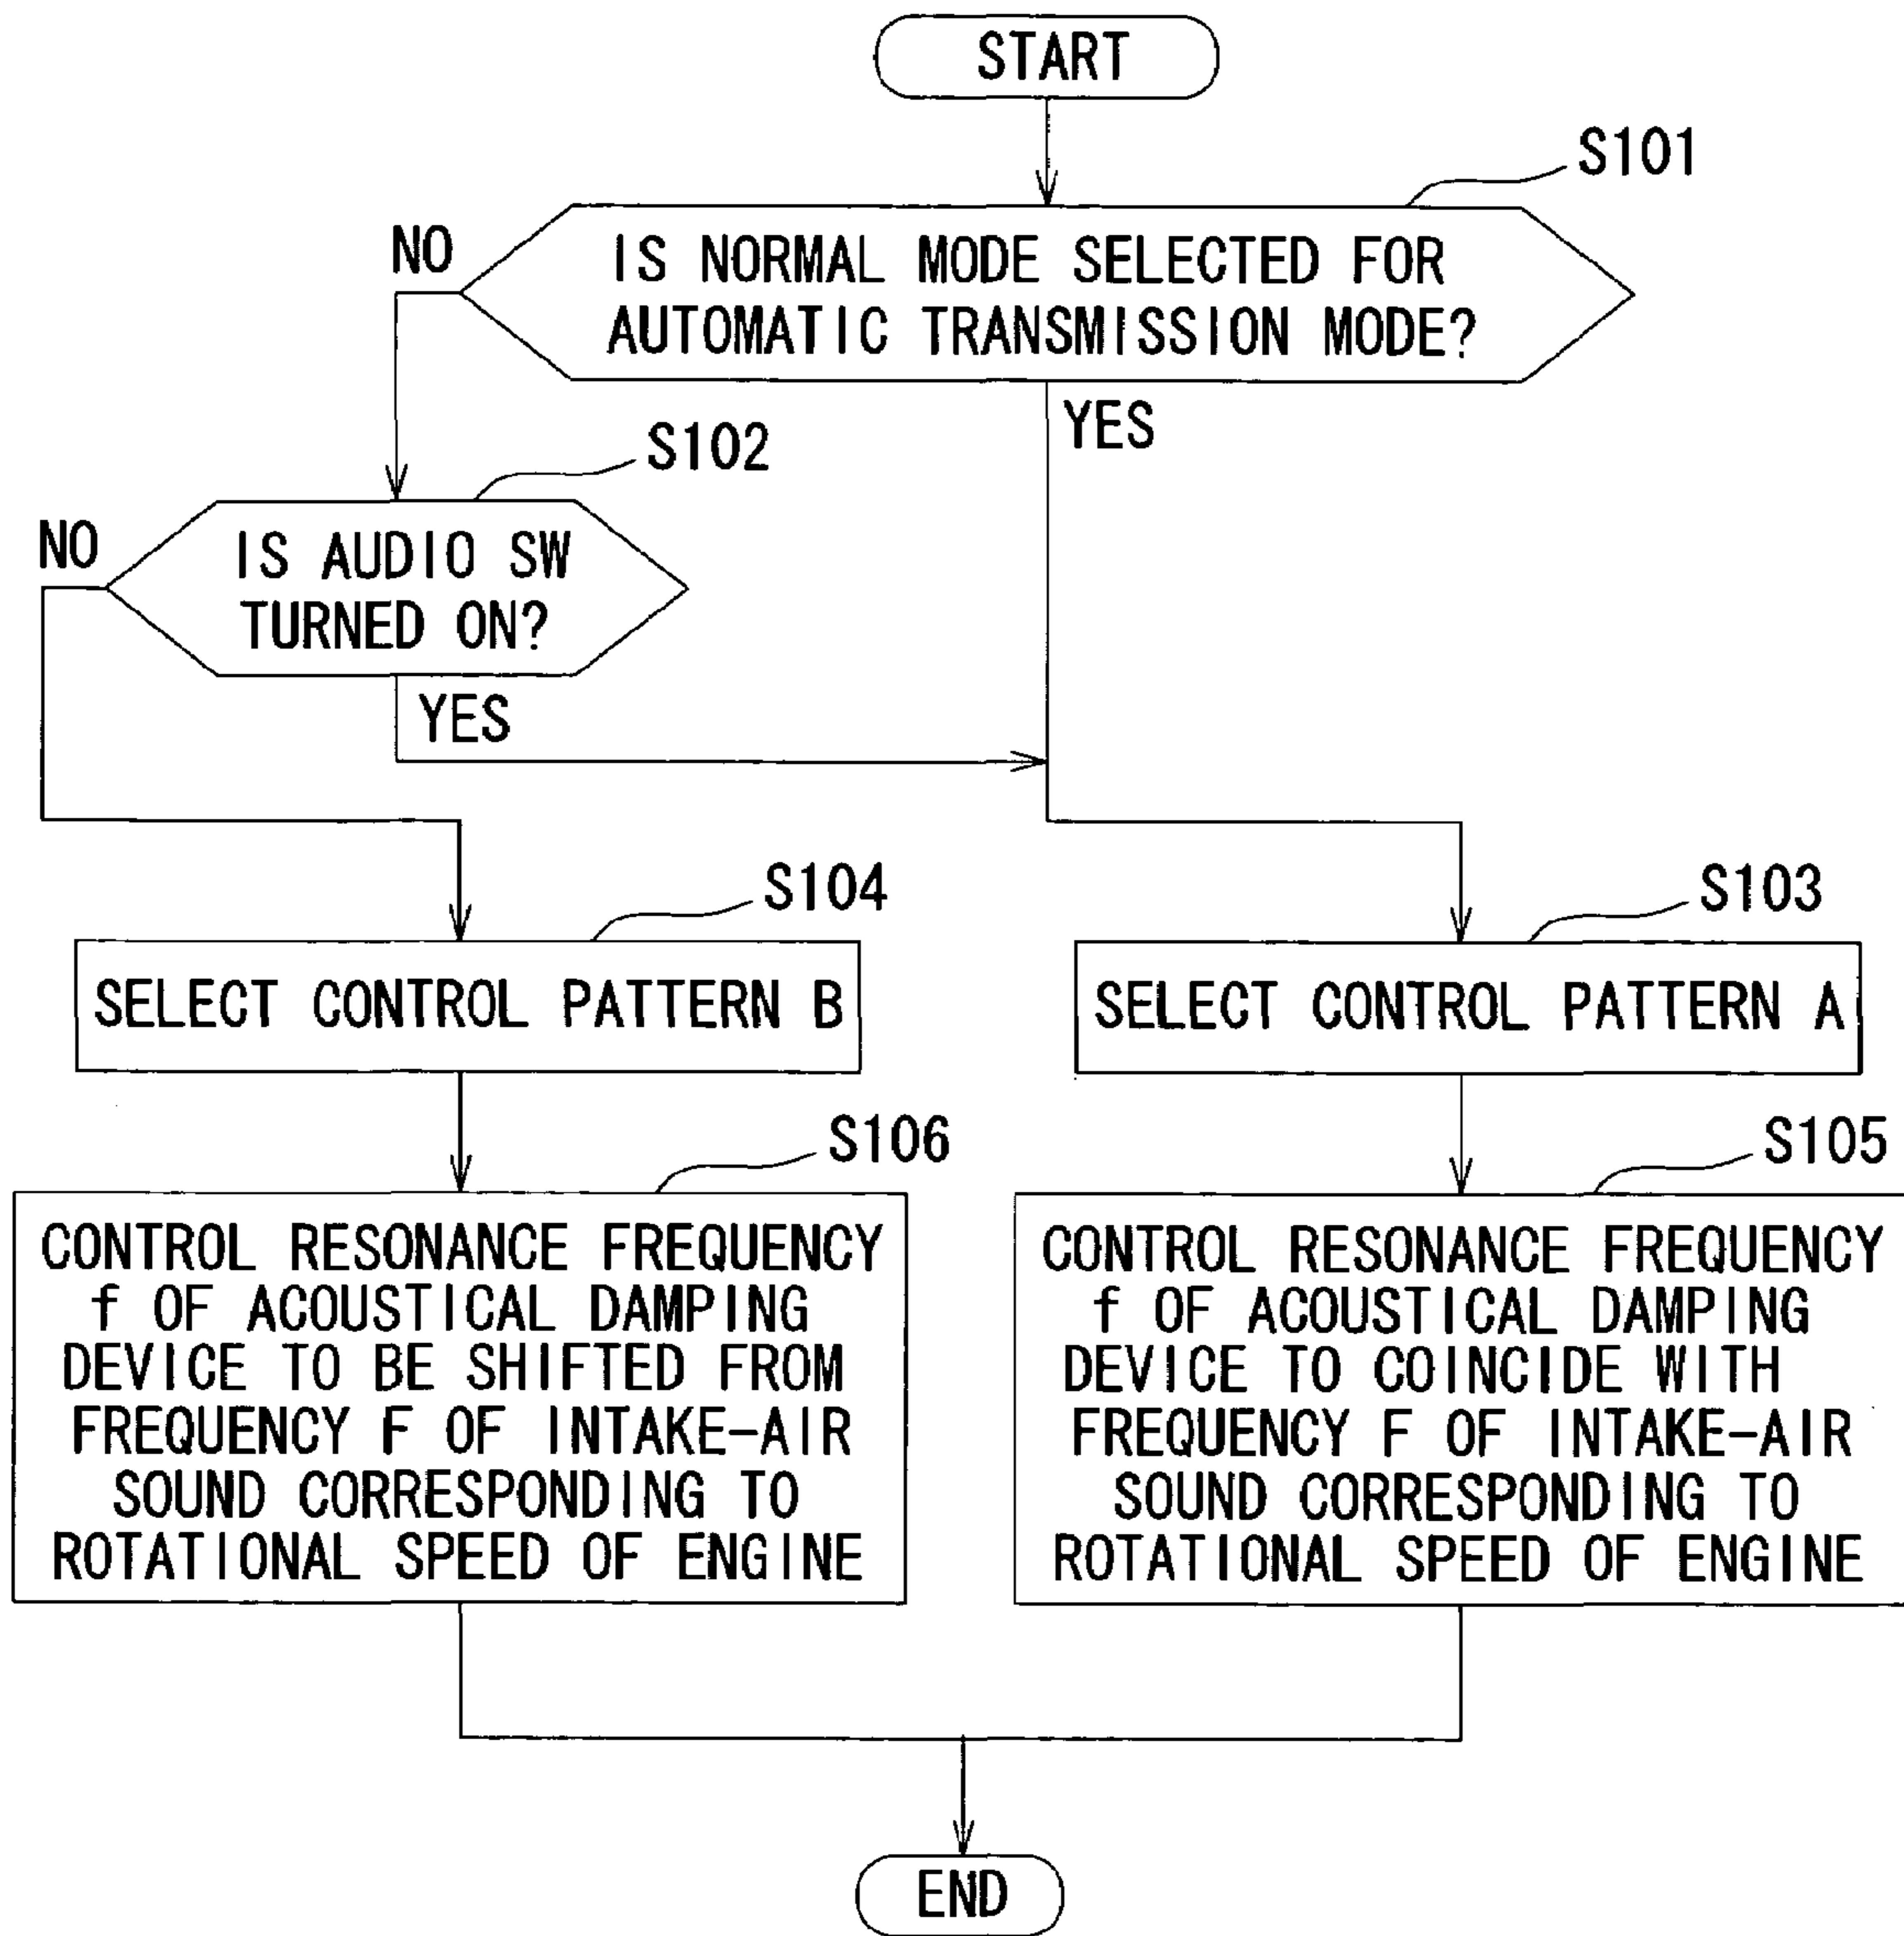 START
S101
NO
IS NORMAL MODE SELECTED FOR
AUTOMATIC TRANSMISSION MODE?
YES
S102
NO
IS AUDIO SW
TURNED ON?
YES
S104
SELECT CONTROL PATTERN B
S103
SELECT CONTROL PATTERN A
S106
CONTROL RESONANCE FREQUENCY
f OF ACOUSTICAL DAMPING
DEVICE TO BE SHIFTED FROM
FREQUENCY F OF INTAKE-AIR
SOUND CORRESPONDING TO
ROTATIONAL SPEED OF ENGINE
S105
CONTROL RESONANCE FREQUENCY
f OF ACOUSTICAL DAMPING
DEVICE TO COINCIDE WITH
FREQUENCY F OF INTAKE-AIR
SOUND CORRESPONDING TO
ROTATIONAL SPEED OF ENGINE
END